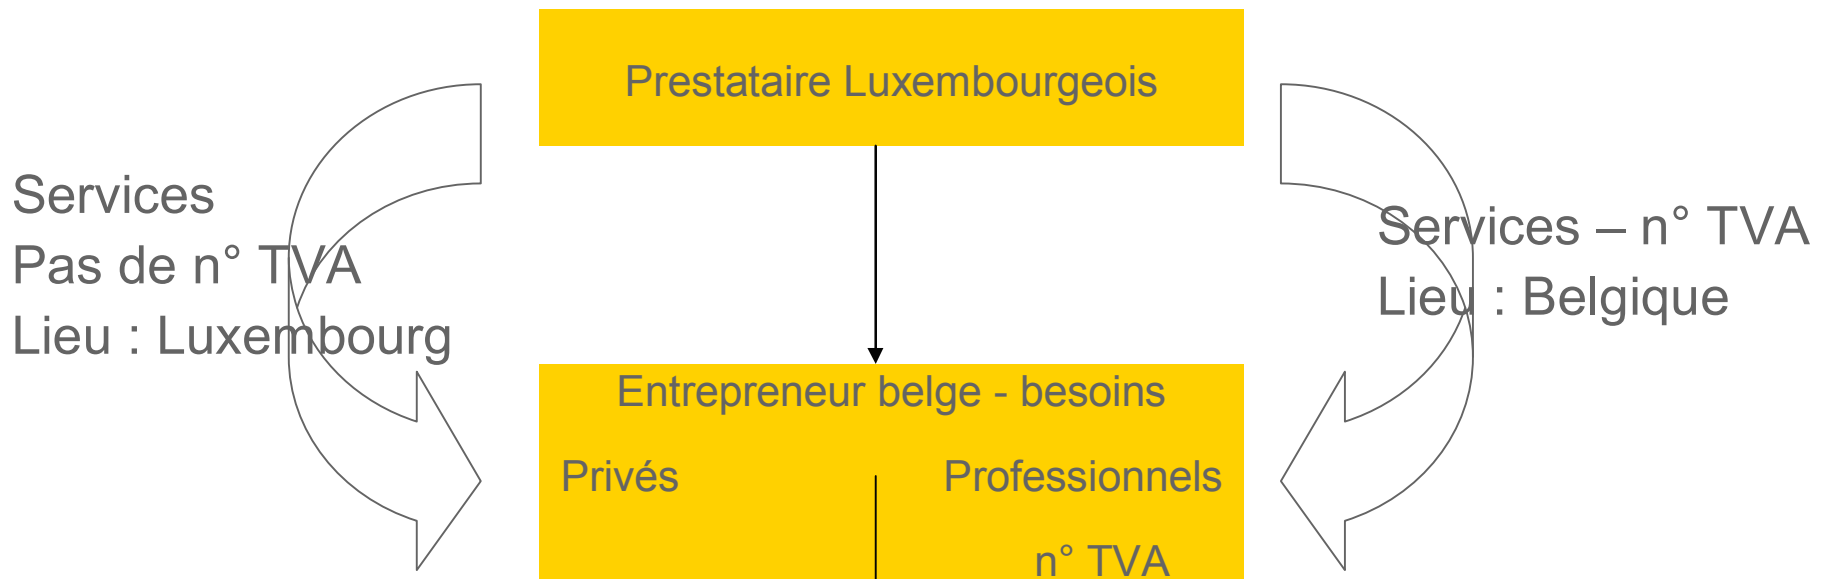 Prestataire Luxembourgeois
Services
Pas de n° TVA
Lieu : Luxembourg
Services – n° TVA
Lieu : Belgique
Entrepreneur belge - besoins
Privés
Professionnels
n° TVA